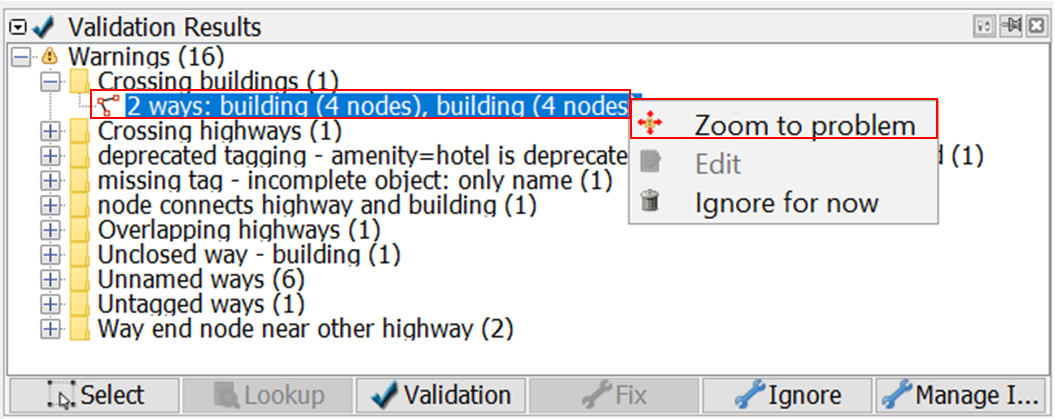 Validation Results
Warnings (16)
Crossing buildings (1)
2 ways: building (4 nodes), building (4 nodes
Zoom to problem
Crossing highways (1)
deprecated tagging - amenity=hotel is deprecate d (1)
Edit
missing tag - incomplete object: only name (1)
node connects highway and building (1)
Ignore for now
Overlapping highways (1)
Unclosed way - building (1)
Unnamed ways (6)
Untagged ways (1)
Way end node near other highway (2)
Select Lookup Validation Fix Ignore Manage I...